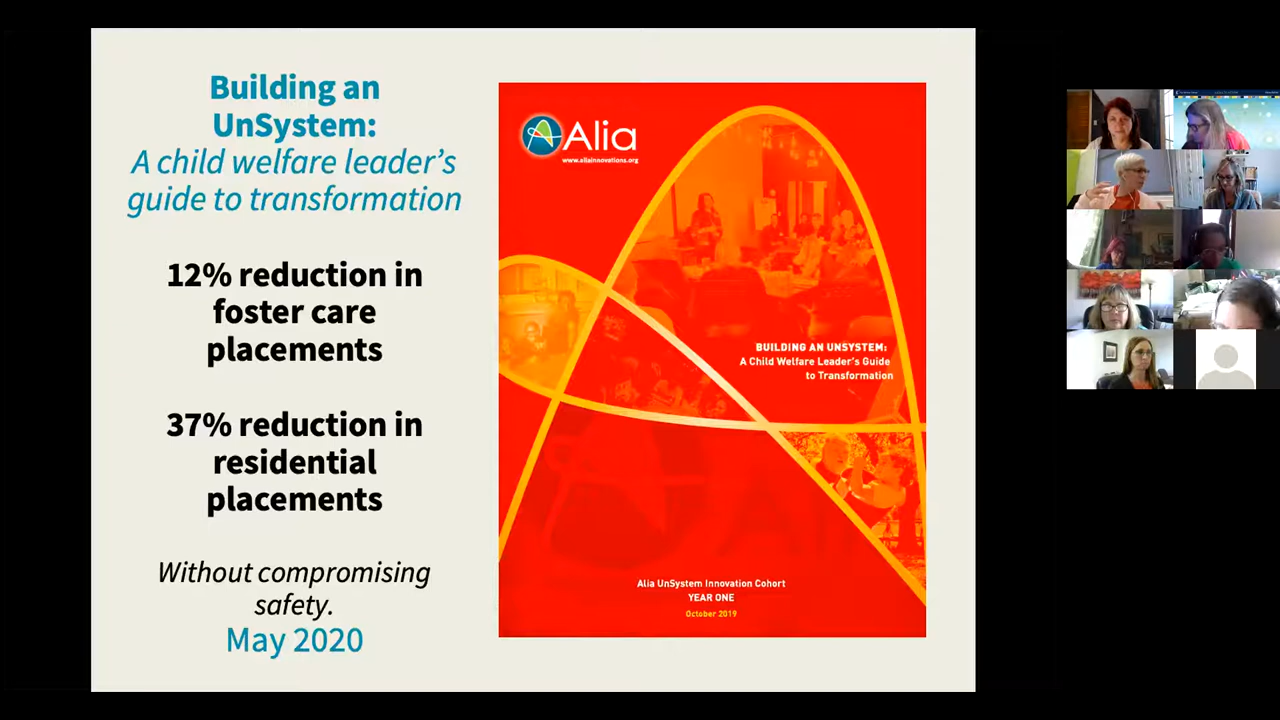 Building an
UnSystem:
A child welfare leader's
guide to transformation
12% reduction in
foster care
placements
37% reduction in
residential
placements
Without compromising
safety.
May 2020
Alia
www.aliainnovations.org
BUILDING AN UNSYSTEM:
A Child Welfare Leader's Guide
to Transformation
Alia UnSystem Innovation Cohort
YEAR ONE
October 2019